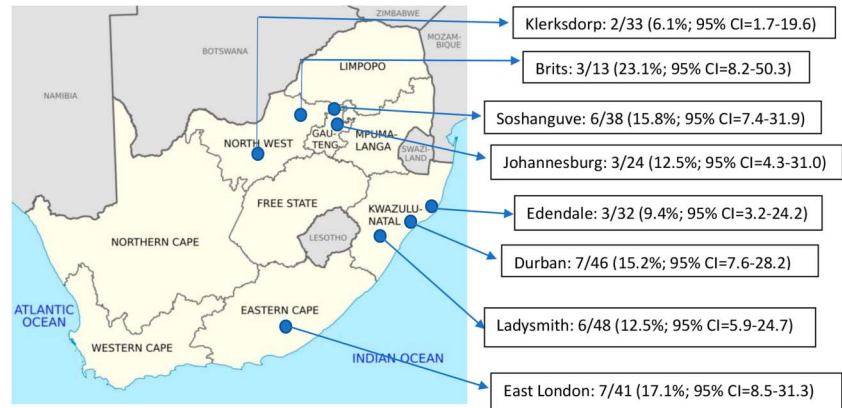 ZIMBABWE
MOZAM-
BIQUE
BOTSWANA
LIMPOPO
NAMIBIA
NORTH WEST
GAU-
TENG
MPUMA-
LANGA
SWAZI-
LAND
FREE STATE
KWAZULU-
NATAL
LESOTHO
NORTHERN CAPE
ATLANTIC
OCEAN
EASTERN CAPE
WESTERN CAPE
INDIAN OCEAN
Klerksdorp: 2/33 (6.1%; 95% CI=1.7-19.6)
Brits: 3/13 (23.1%; 95% CI=8.2-50.3)
Soshanguve: 6/38 (15.8%; 95% CI=7.4-31.9)
Johannesburg: 3/24 (12.5%; 95% CI=4.3-31.0)
Edendale: 3/32 (9.4%; 95% CI=3.2-24.2)
Durban: 7/46 (15.2%; 95% CI=7.6-28.2)
Ladysmith: 6/48 (12.5%; 95% CI=5.9-24.7)
East London: 7/41 (17.1%; 95% CI=8.5-31.3)